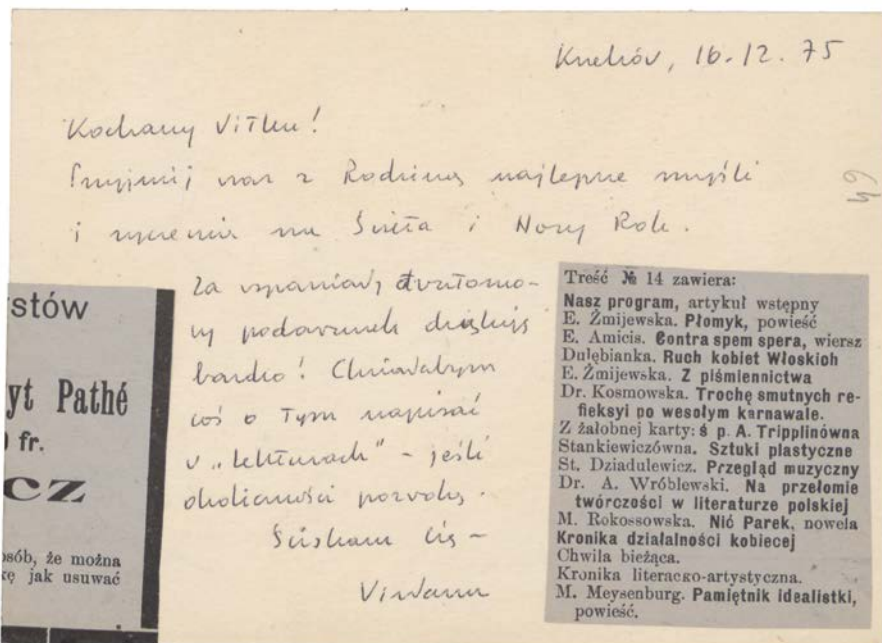 Kraków, 16.12.75
Kochany Witku!
Przyjmij wraz z Rodziną najlepsze myśli
i życzenia na Święta i Nowy Rok.
64
Za wspaniały dwutomo-
wy podarunek dziękuję
bardzo! Chciałabym
coś o tym napisać
w „lekturach" – jeśli
okoliczności pozwolą.
Ściskam Cię –
Wisława
stów
yt Pathé
fr.
CZ
osób, że można
kę jak usuwać
Treść № 14 zawiera:
Nasz program, artykuł wstępny
E. Żmijewska. Płomyk, powieść
E. Amicis. Contra spem spera, wiersz
Dulębianka. Ruch kobiet Włoskich
E. Żmijewska. Z piśmiennictwa
Dr. Kosmowska. Trochę smutnych re-
fleksyi po wesołym karnawale.
Z żałobnej karty: ś p. A. Tripplinówna
Stankiewiczówna. Sztuki plastyczne
St. Dziadulewicz. Przegląd muzyczny
Dr. A. Wróblewski. Na przełomie
twórczości w literaturze polskiej
M. Rokossowska. Nić Parek, nowela
Kronika działalności kobiecej
Chwila bieżąca.
Kronika literacko-artystyczna.
M. Meysenburg. Pamiętnik idealistki,
powieść.